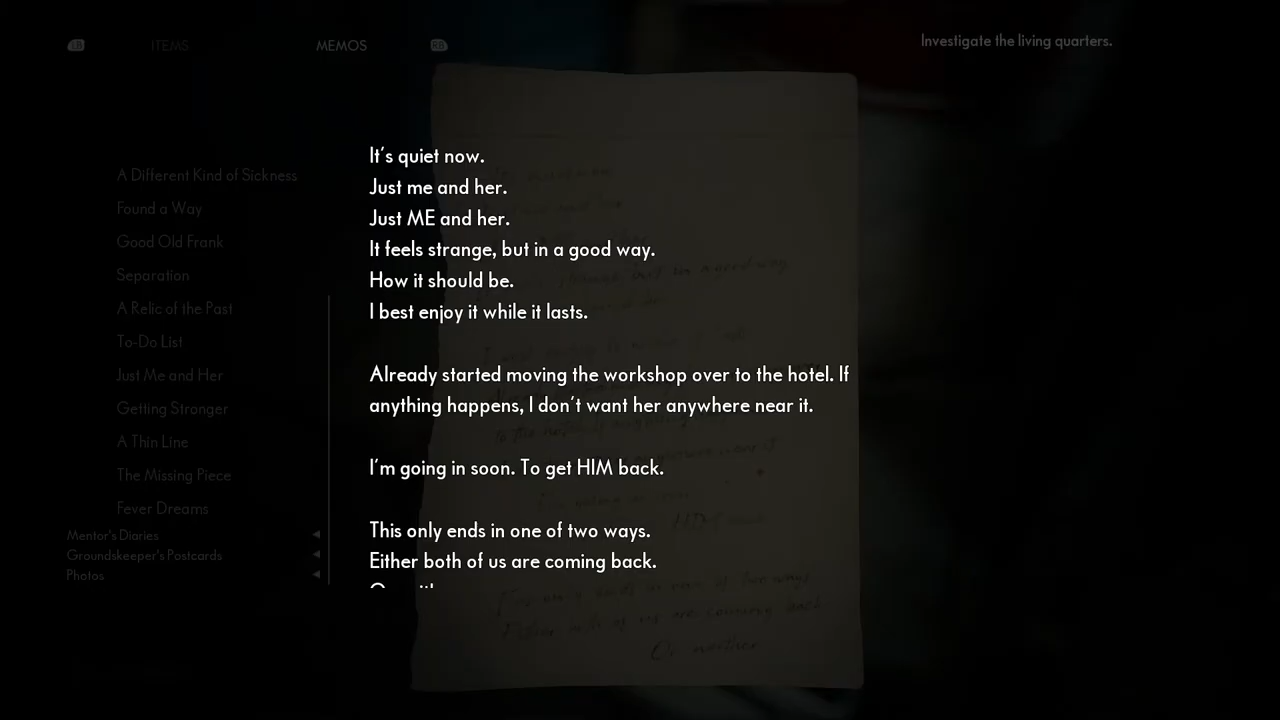 LB
ITEMS
MEMOS
RB
Investigate the living quarters.
A Different Kind of Sickness
Found a Way
Good Old Frank
Separation
A Relic of the Past
To-Do List
Just Me and Her
Getting Stronger
A Thin Line
The Missing Piece
Fever Dreams
Mentor's Diaries
Groundskeeper's Postcards
Photos
It's quiet now.
Just me and her.
Just ME and her.
It feels strange, but in a good way.
How it should be.
I best enjoy it while it lasts.
Already started moving the workshop over to the hotel. If
anything happens, I don't want her anywhere near it.
I'm going in soon. To get HIM back.
This only ends in one of two ways.
Either both of us are coming back.
Or neither